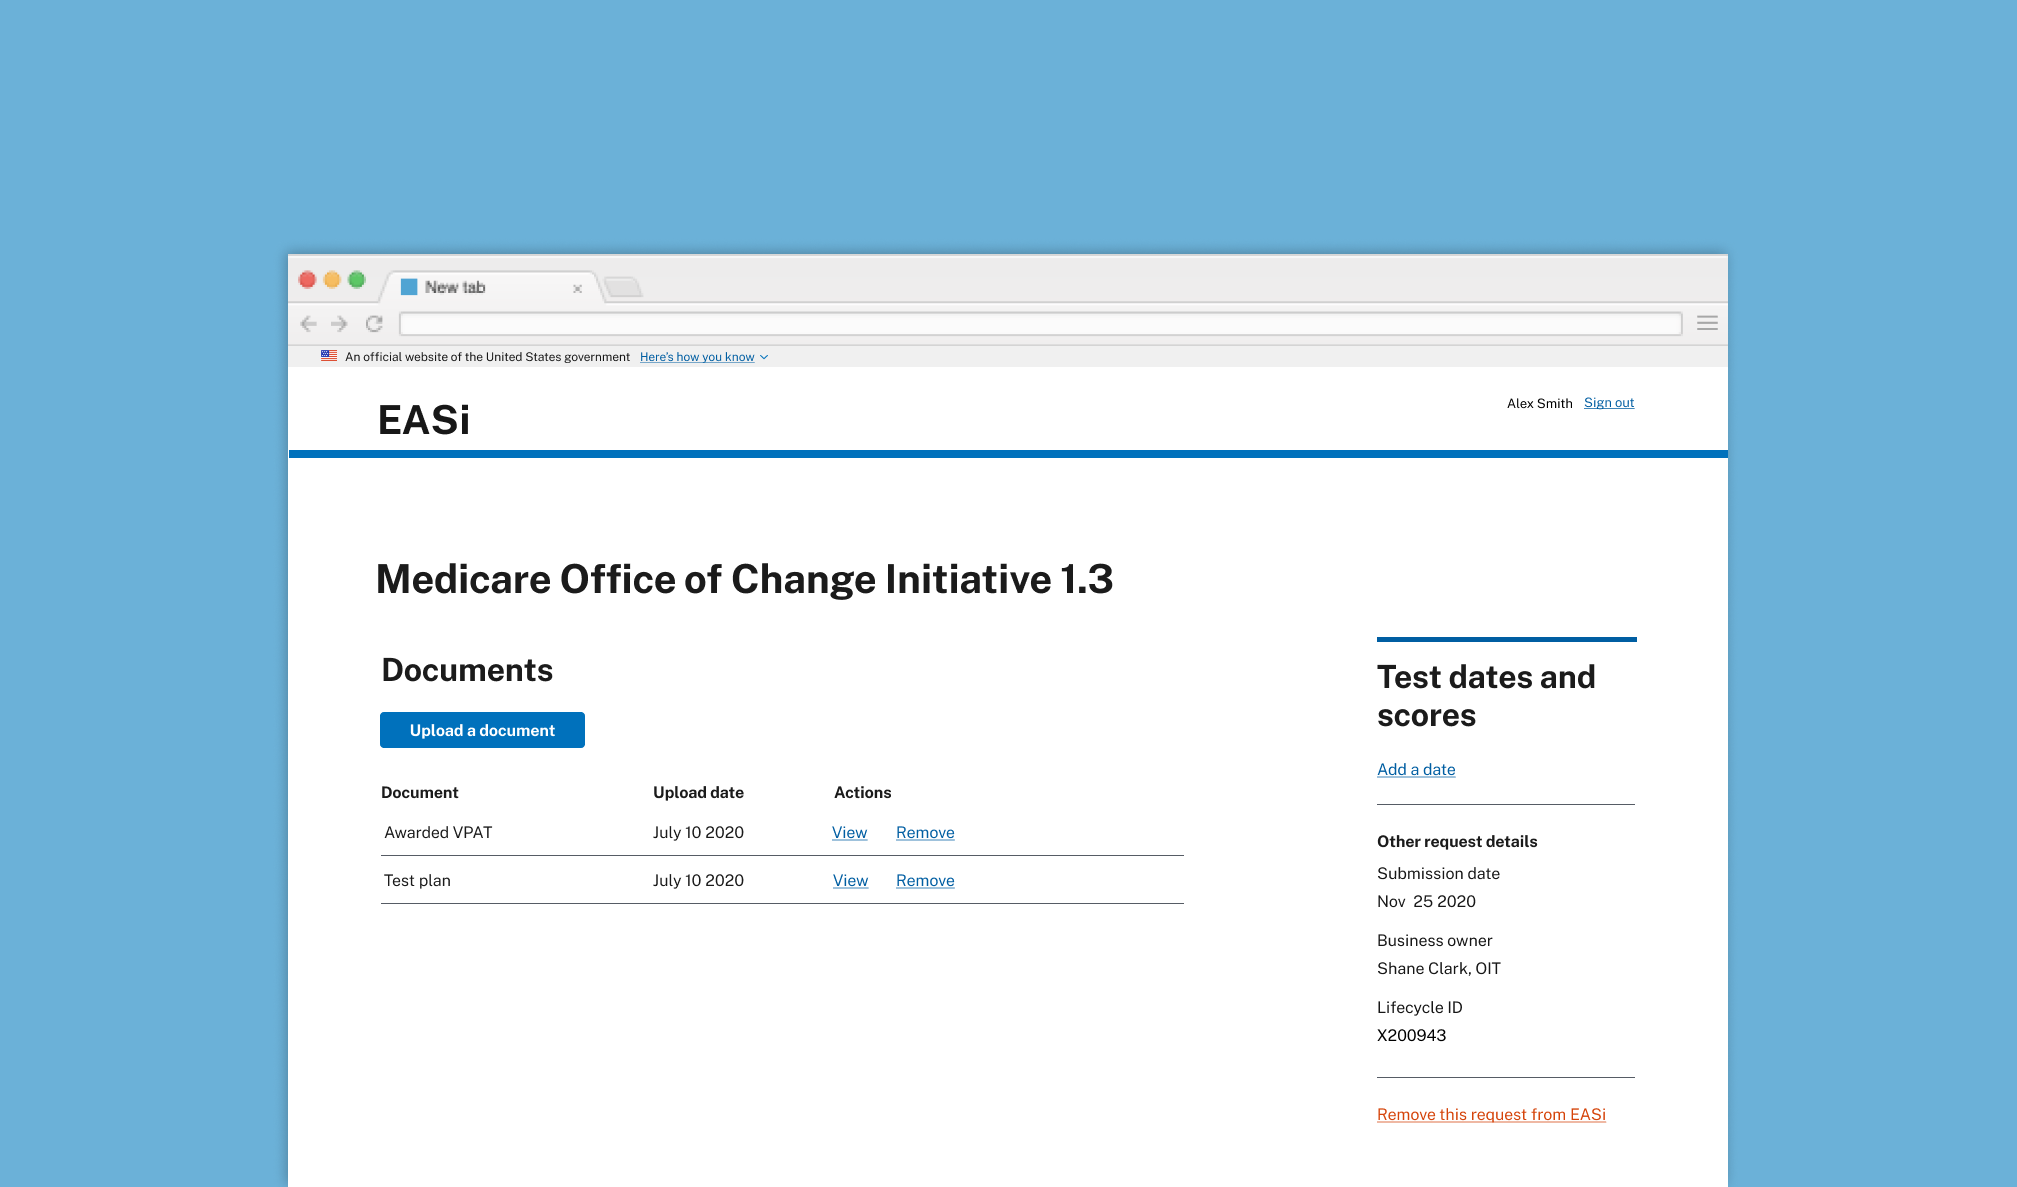 New tab
An official website of the United States government Here's how you know
EASi
Alex Smith Sign out
Medicare Office of Change Initiative 1.3
Documents
Upload a document
Document Upload date Actions
Awarded VPAT July 10 2020 View Remove
Test plan July 10 2020 View Remove
Test dates and
scores
Add a date
Other request details
Submission date
Nov 25 2020
Business owner
Shane Clark, OIT
Lifecycle ID
X200943
Remove this request from EASi